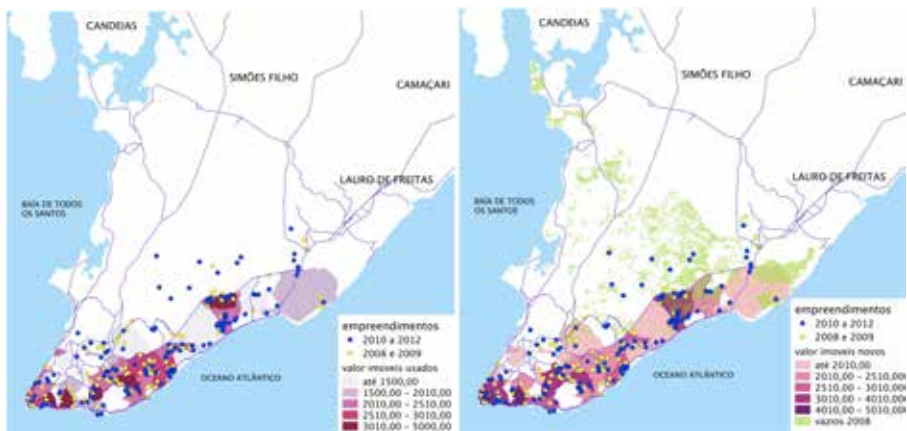 CANDEIAS
SIMÕES FILHO
CAMAÇARI
LAURO DE FREITAS
BAÍA DE TODOS
OS SANTOS
OCEANO ATLÂNTICO
empreendimentos
2010 a 2012
2008 e 2009
valor imoveis usados
até 1500,00
1500,00 - 2010,00
2010,00 - 2510,00
2510,00 - 3010,00
3010,00 - 5000,00
CANDEIAS
SIMÕES FILHO
CAMAÇARI
LAURO DE FREITAS
BAÍA DE TODOS
OS SANTOS
OCEANO ATLÂNTICO
empreendimentos
2010 a 2012
2008 e 2009
valor imoveis novos
até 2010,00
2010,00 - 2510,00
2510,00 - 3010,00
3010,00 - 4010,00
4010,00 - 5010,00
vazios 2008